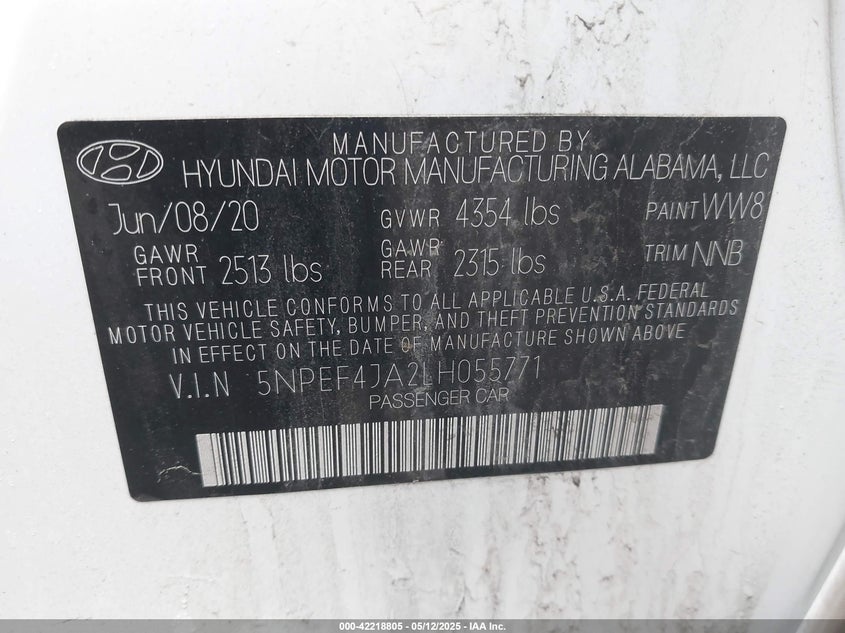 MANUFACTURED BY
HYUNDAI MOTOR MANUFACTURING ALABAMA, LLC
Jun/08/20 GVWR 4354 lbs PAINT WW8
GAWR FRONT 2513 lbs GAWR REAR 2315 lbs TRIM NNB
THIS VEHICLE CONFORMS TO ALL APPLICABLE U.S.A. FEDERAL
MOTOR VEHICLE SAFETY, BUMPER, AND THEFT PREVENTION STANDARDS
IN EFFECT ON THE DATE OF MANUFACTURE SHOWN ABOVE
V.I.N 5NPEF4JA2LH055771
PASSENGER CAR
000-42218805 - 05/12/2025 - IAA Inc.